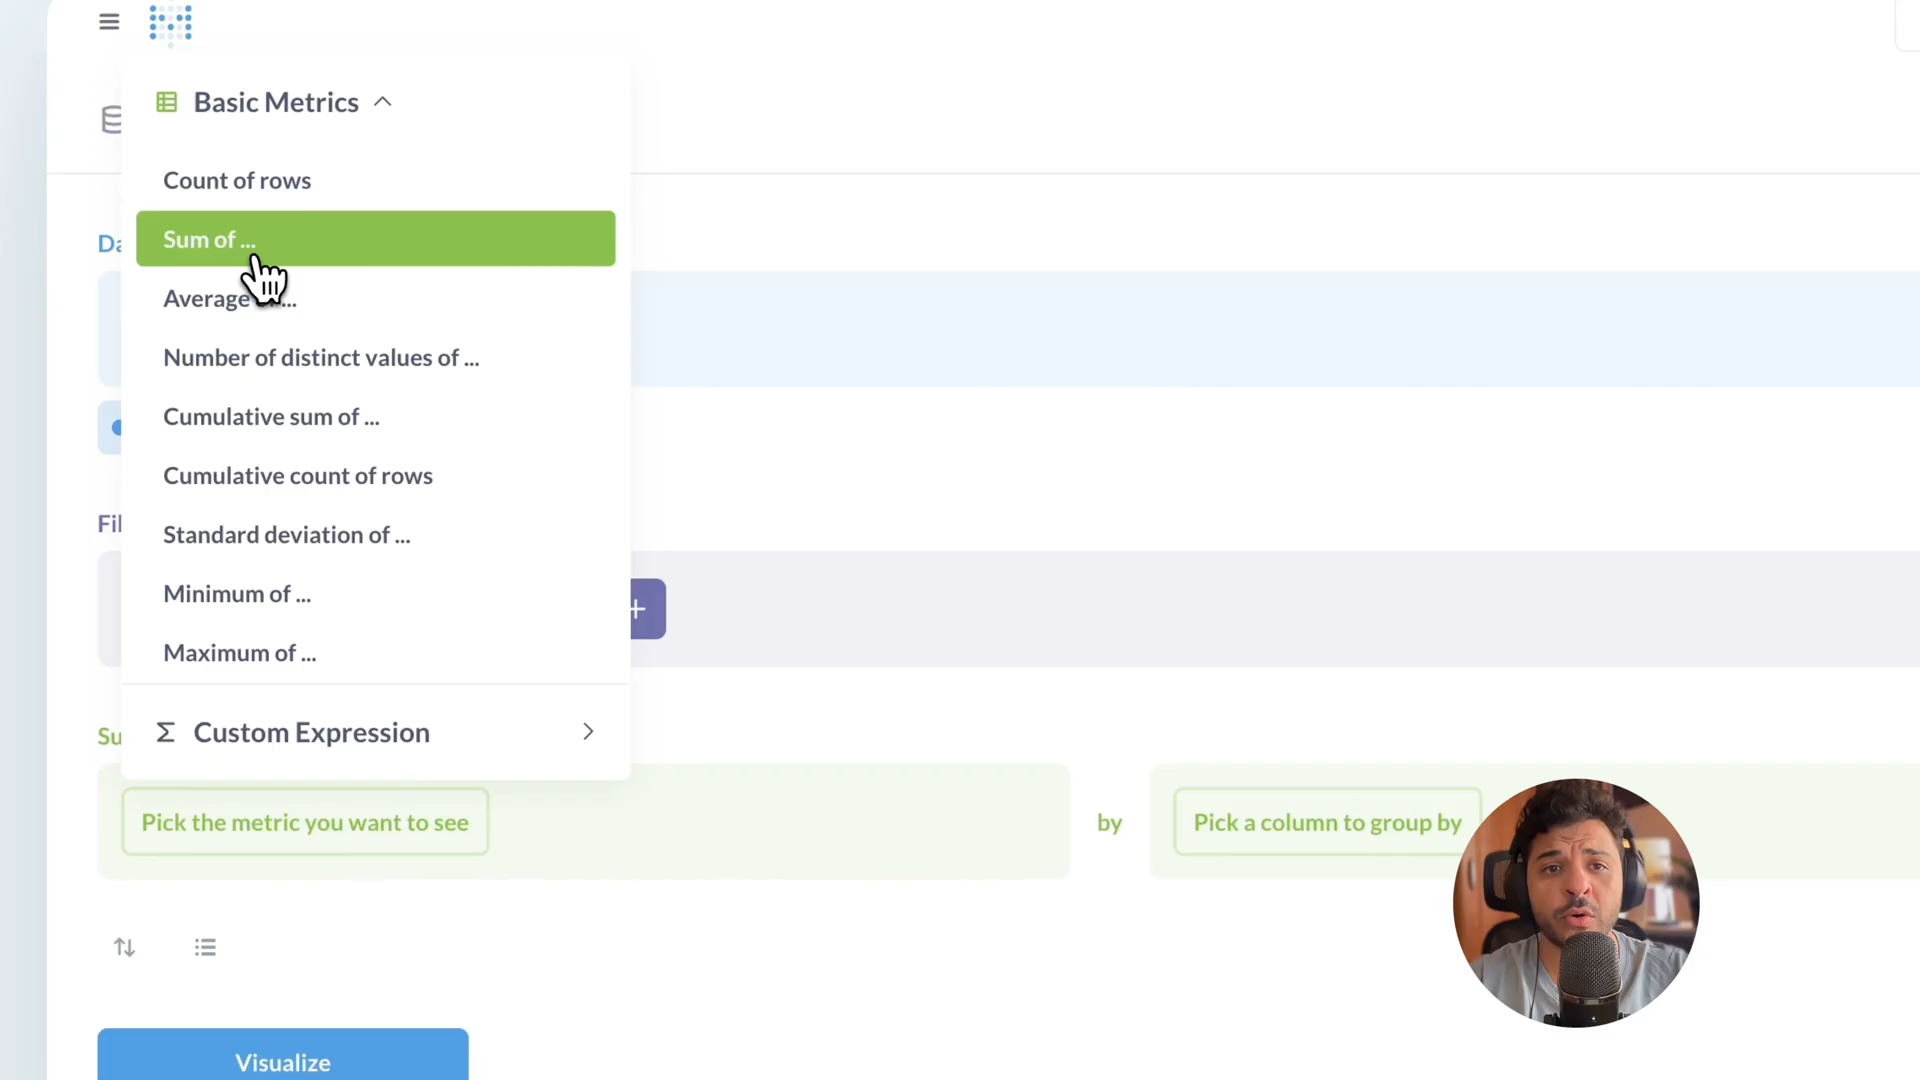 Basic Metrics
Count of rows
Sum of ...
Average ...
Number of distinct values of ...
Cumulative sum of ...
Cumulative count of rows
Standard deviation of ...
Minimum of ...
Maximum of ...
Custom Expression
Pick the metric you want to see
by
Pick a column to group by
Visualize